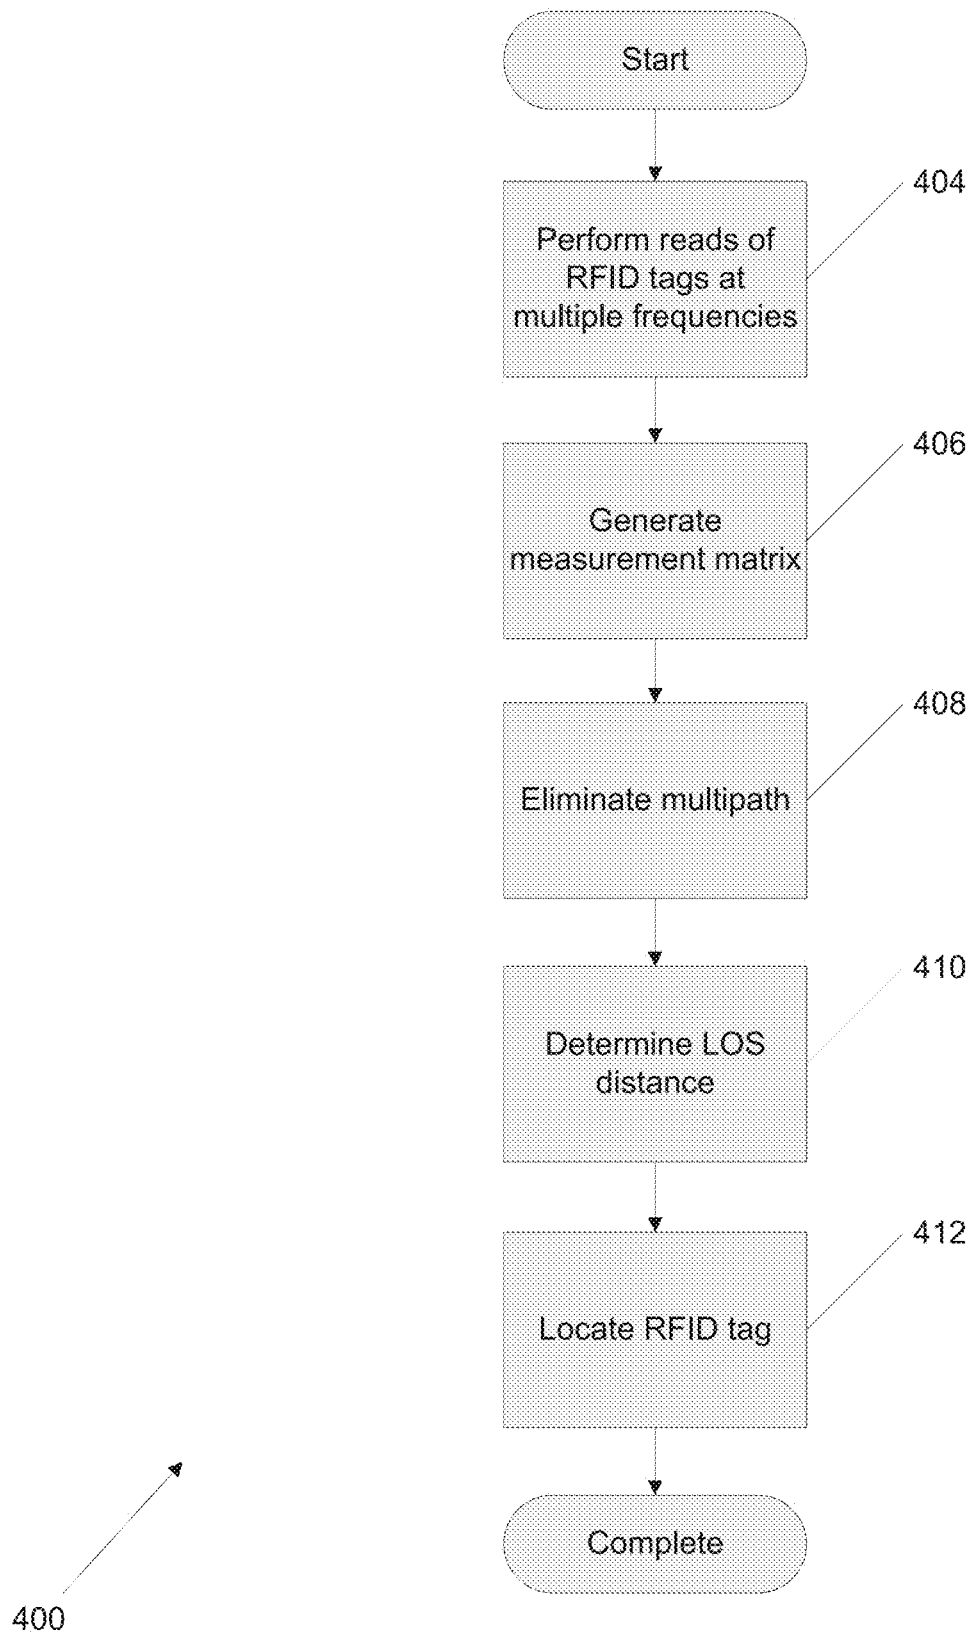 Start
404
Perform reads of
RFID tags at
multiple frequencies
406
Generate
measurement matrix
408
Eliminate multipath
410
Determine LOS
distance
412
Locate RFID tag
Complete
400